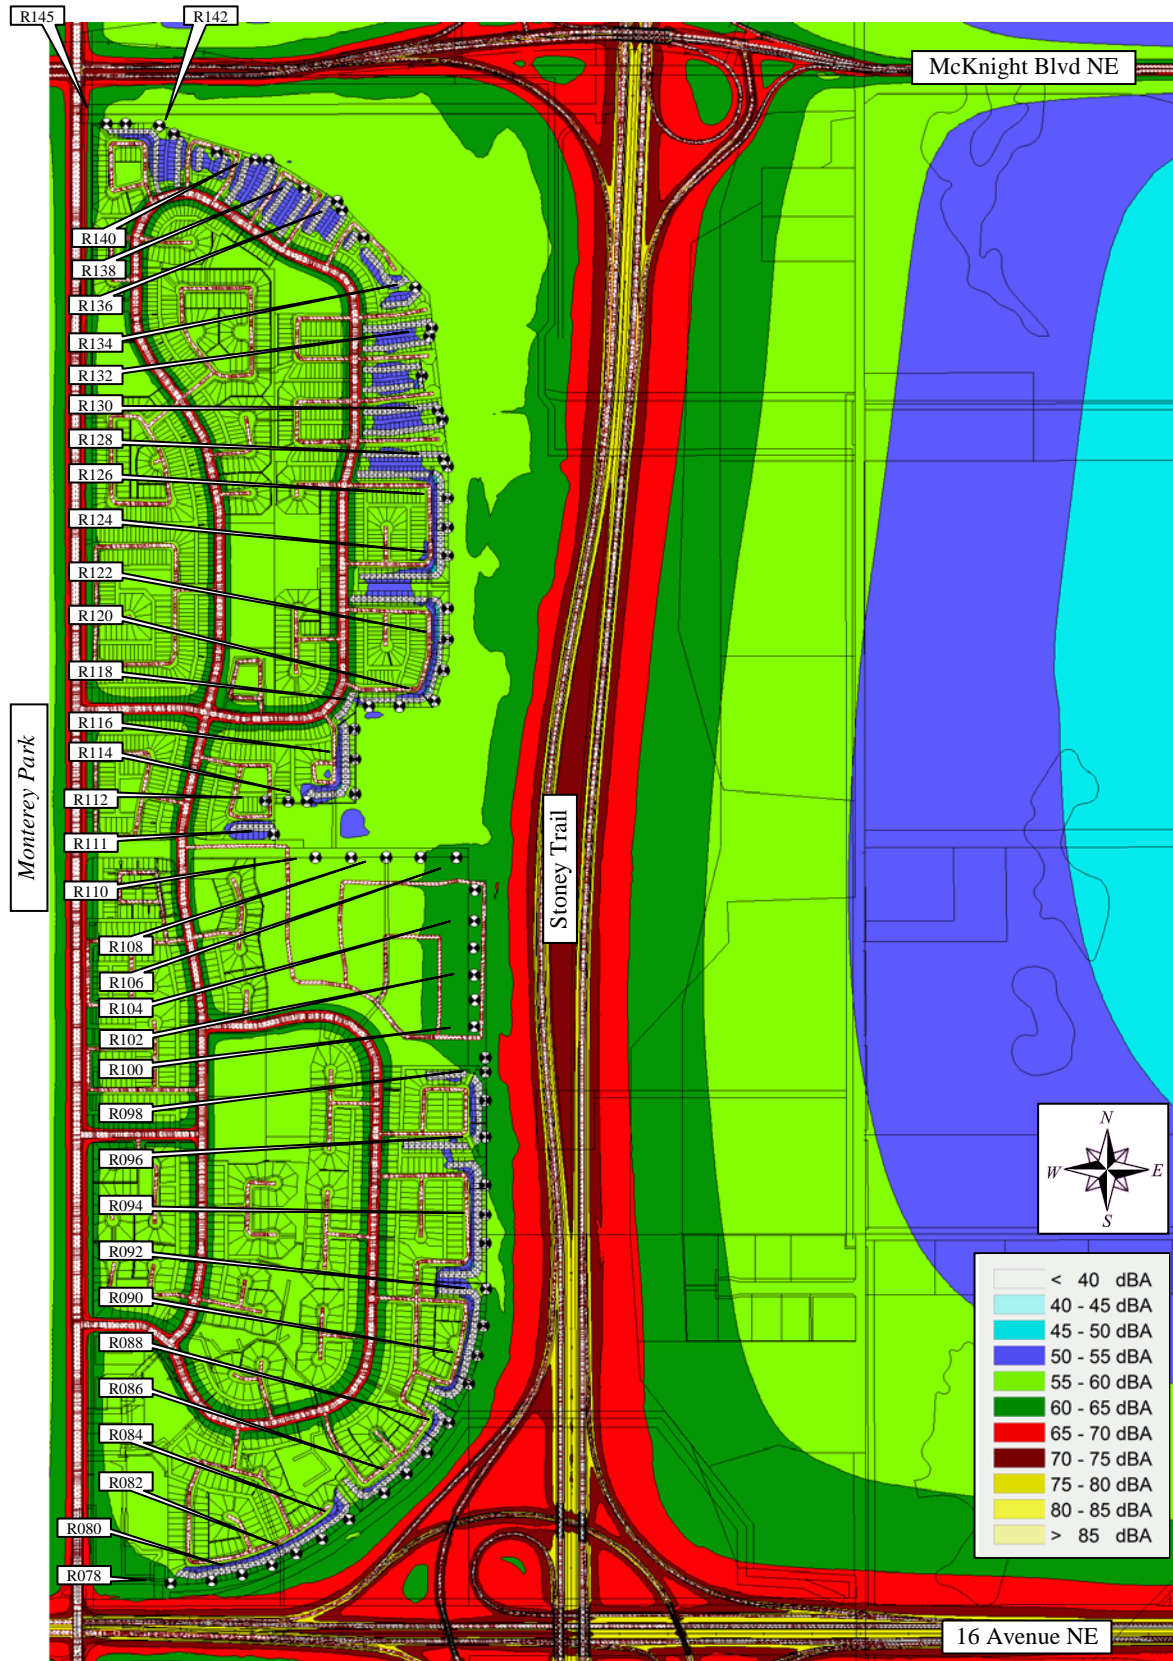 R145
R142
McKnight Blvd NE
R140
R138
R136
R134
R132
R130
R128
R126
R124
R122
R120
R118
R116
R114
R112
R111
R110
R108
R106
R104
R102
R100
R098
R096
R094
R092
R090
R088
R086
R084
R082
R080
R078
Monterey Park
Stoney Trail
16 Avenue NE
N
W E
S
< 40 dBA
40 - 45 dBA
45 - 50 dBA
50 - 55 dBA
55 - 60 dBA
60 - 65 dBA
65 - 70 dBA
70 - 75 dBA
75 - 80 dBA
80 - 85 dBA
> 85 dBA